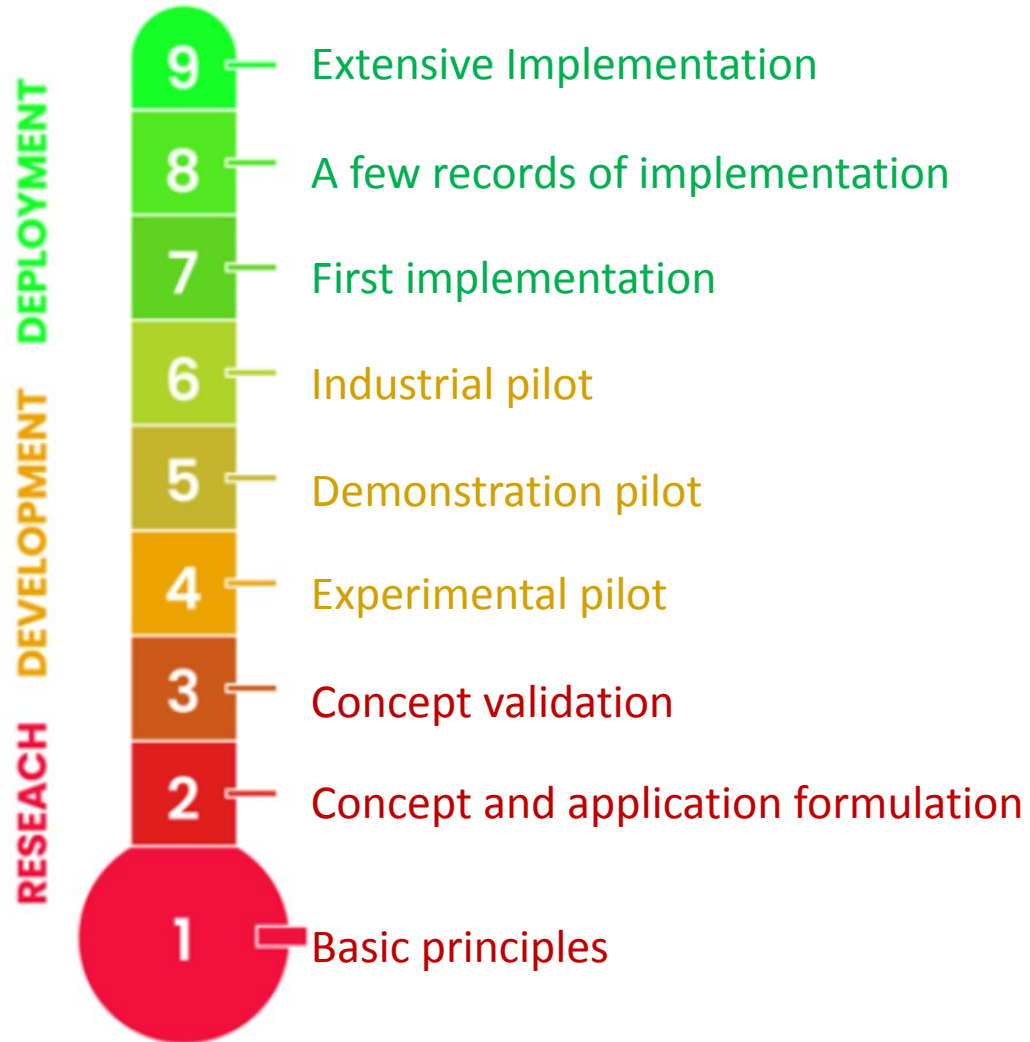 DEPLOYMENT
9 Extensive Implementation
8 A few records of implementation
7 First implementation
DEVELOPMENT
6 Industrial pilot
5 Demonstration pilot
4 Experimental pilot
RESEACH
3 Concept validation
2 Concept and application formulation
1 Basic principles